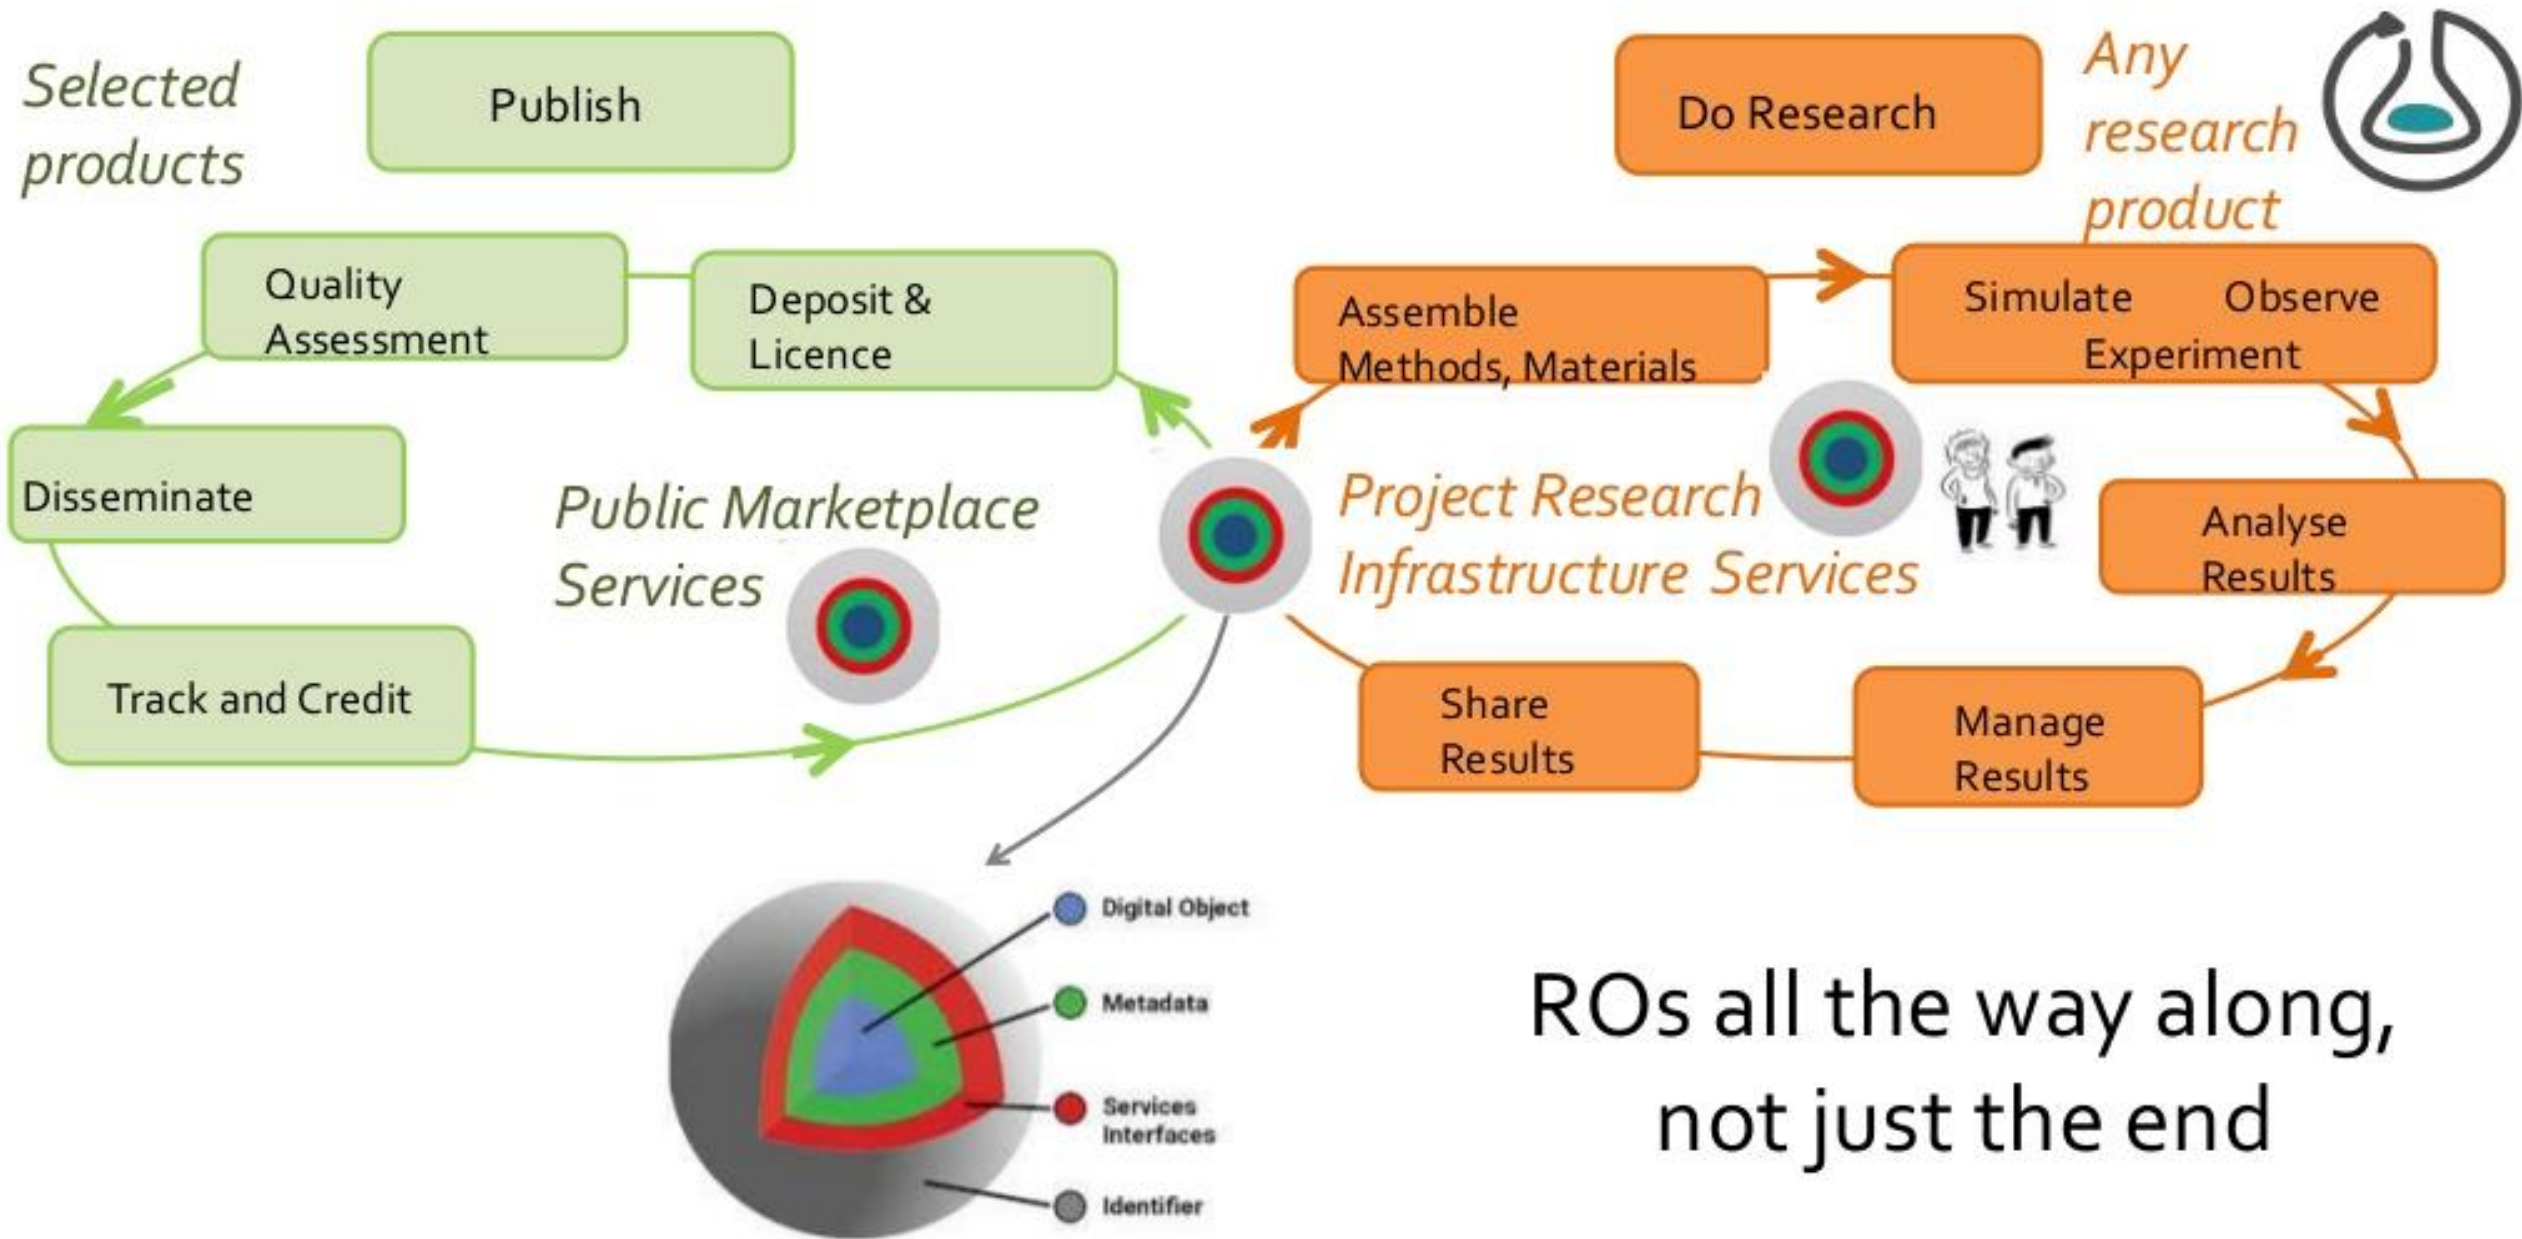 Selected
products
Publish
Quality
Assessment
Deposit &
Licence
Disseminate
Public Marketplace
Services
Track and Credit
Do Research
Any
research
product
Assemble
Methods, Materials
Simulate Observe
Experiment
Project Research
Infrastructure Services
Analyse
Results
Share
Results
Manage
Results
Digital Object
Metadata
Services
Interfaces
Identifier
ROs all the way along,
not just the end